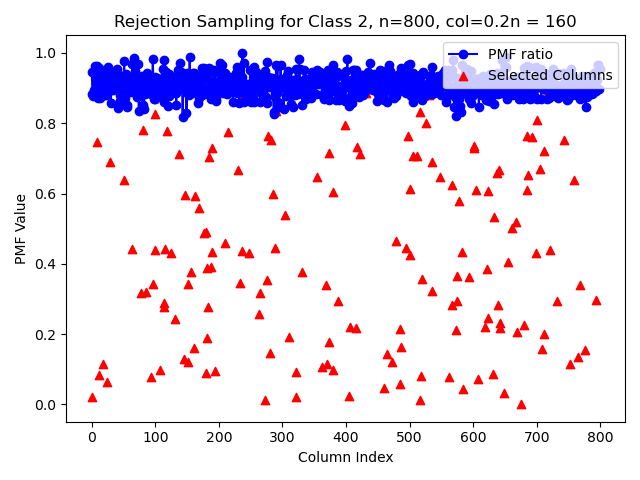 Rejection Sampling for Class 2, n=800, col=0.2n = 160
PMF ratio
Selected Columns
1.0
0.8
0.6
0.4
0.2
0.0
PMF Value
0 100 200 300 400 500 600 700 800
Column Index